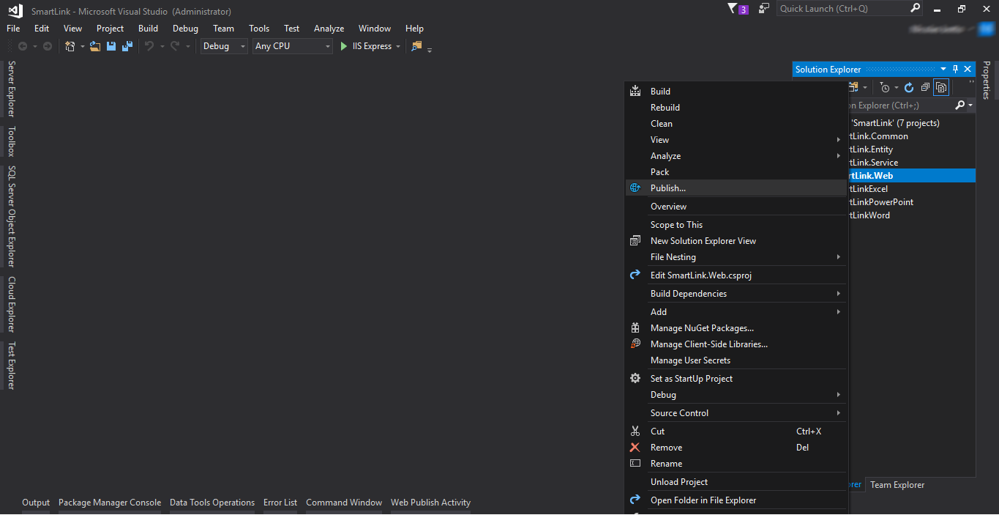 SmartLink - Microsoft Visual Studio (Administrator)
3
Quick Launch (Ctrl+Q)
File Edit View Project Build Debug Team Tools Test Analyze Window Help
Debug Any CPU IIS Express
Server Explorer
Toolbox
SQL Server Object Explorer
Cloud Explorer
Test Explorer
Build
Rebuild
Clean
View
Analyze
Pack
Publish...
Overview
Scope to This
New Solution Explorer View
File Nesting
Edit SmartLink.Web.csproj
Build Dependencies
Add
Manage NuGet Packages...
Manage Client-Side Libraries...
Manage User Secrets
Set as StartUp Project
Debug
Source Control
Cut Ctrl+X
Remove Del
Rename
Unload Project
Open Folder in File Explorer
Solution Explorer
on Explorer (Ctrl+;)
'SmartLink' (7 projects)
rtLink.Common
rtLink.Entity
rtLink.Service
rtLink.Web
rtLinkExcel
rtLinkPowerPoint
rtLinkWord
orer Team Explorer
Properties
Output Package Manager Console Data Tools Operations Error List Command Window Web Publish Activity